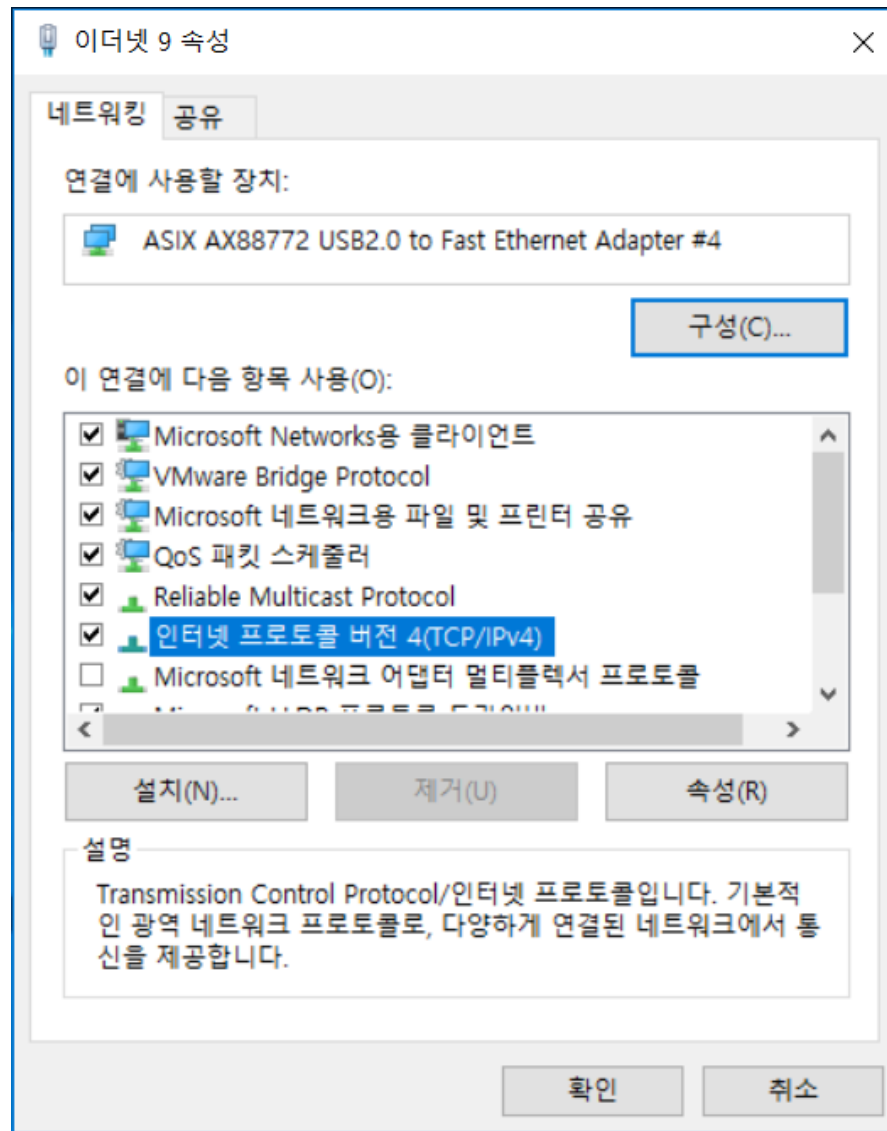 이더넷 9 속성
네트워킹
공유
연결에 사용할 장치:
ASIX AX88772 USB2.0 to Fast Ethernet Adapter #4
구성(C)...
이 연결에 다음 항목 사용(O):
Microsoft Networks용 클라이언트
VMware Bridge Protocol
Microsoft 네트워크용 파일 및 프린터 공유
QoS 패킷 스케줄러
Reliable Multicast Protocol
인터넷 프로토콜 버전 4(TCP/IPv4)
Microsoft 네트워크 어댑터 멀티플렉서 프로토콜
설치(N)...
제거(U)
속성(R)
설명
Transmission Control Protocol/인터넷 프로토콜입니다. 기본적
인 광역 네트워크 프로토콜로, 다양하게 연결된 네트워크에서 통
신을 제공합니다.
확인
취소